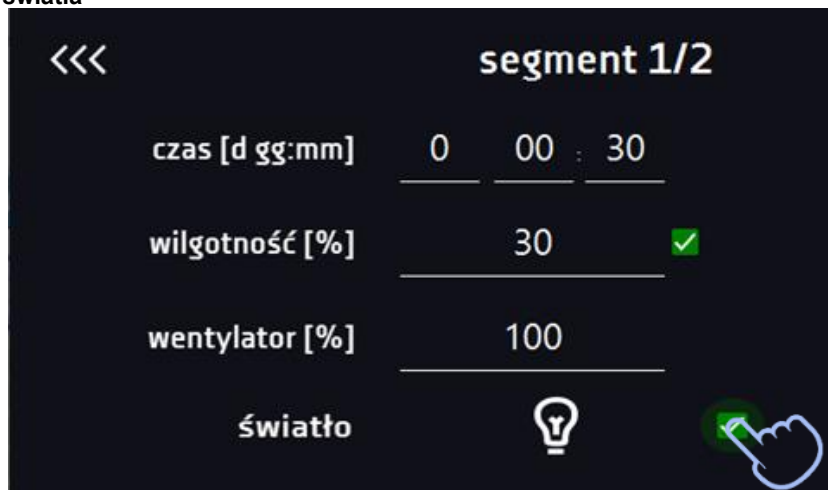 <<< segment 1/2
czas [d gg:mm] 0 00 : 30
wilgotność [%] 30
wentylator [%] 100
światło